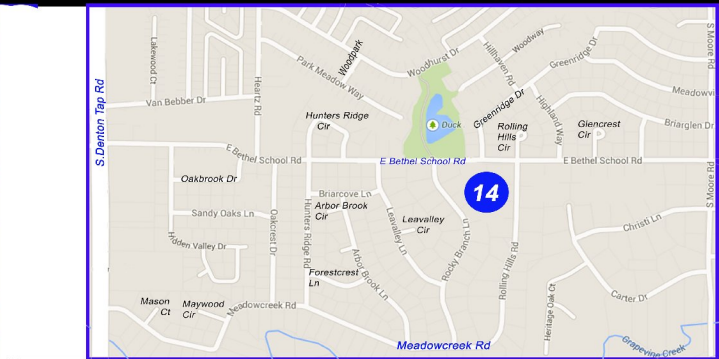 Lakewood Ct
Woodpark
Woodhurst Dr
Hillhaven Rd
Woodway
Greenridge Dr
S Moore Rd
Park Meadow Way
S.Denton Tap Rd
Heartz Rd
Van Bebber Dr
Meadowvi
Hunters Ridge
Cir
Duck
Greenridge Dr
Rolling
Hills
Cir
Highland Way
Glencrest
Cir
Briarglen Dr
E Bethel School Rd
E Bethel School Rd
E Bethel School Rd
Oakbrook Dr
14
S Moore Rd
Briarcove Ln
Arbor Brook
Cir
Sandy Oaks Ln
Oakcrest Dr
Hunters Ridge Rd
Leavalley Ln
Leavalley
Cir
Rocky Branch Ln
Rolling Hills Rd
Christi Ln
Hidden Valley Dr
Arbor Brook Ln
Forestcrest
Ln
Mason
Ct
Maywood
Cir
Meadowcreek Rd
Heritage Oak Ct
Carter Dr
Meadowcreek Rd
Grapevine Creek